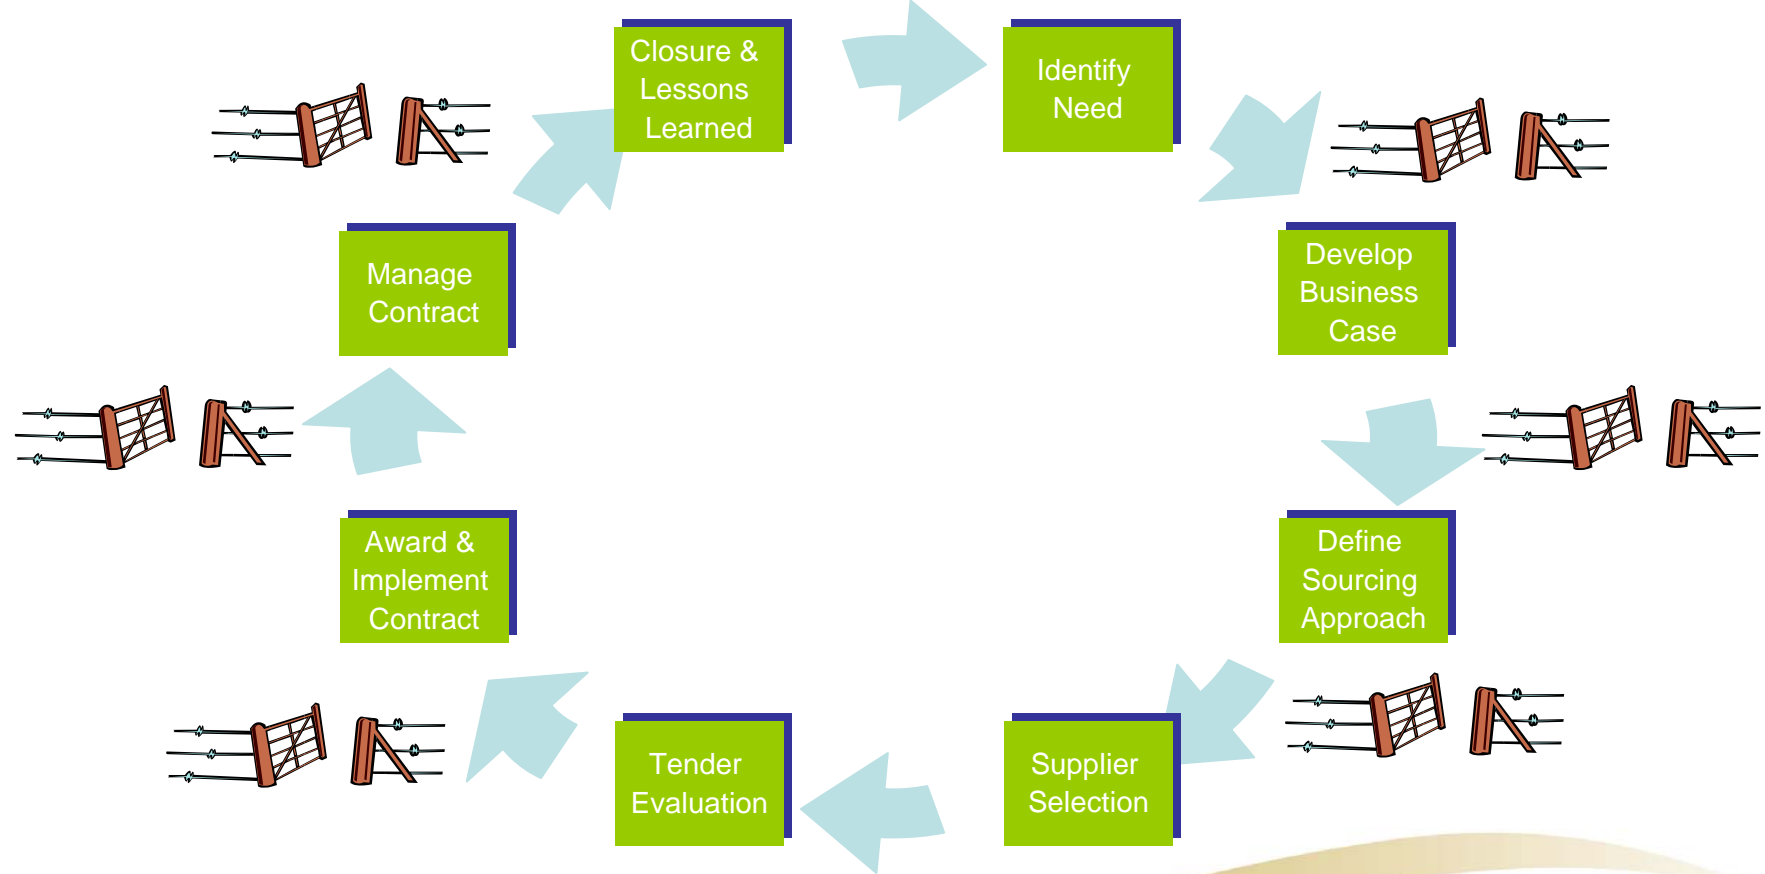 Closure &
Lessons
Learned
Identify
Need
Develop
Business
Case
Define
Sourcing
Approach
Supplier
Selection
Tender
Evaluation
Award &
Implement
Contract
Manage
Contract